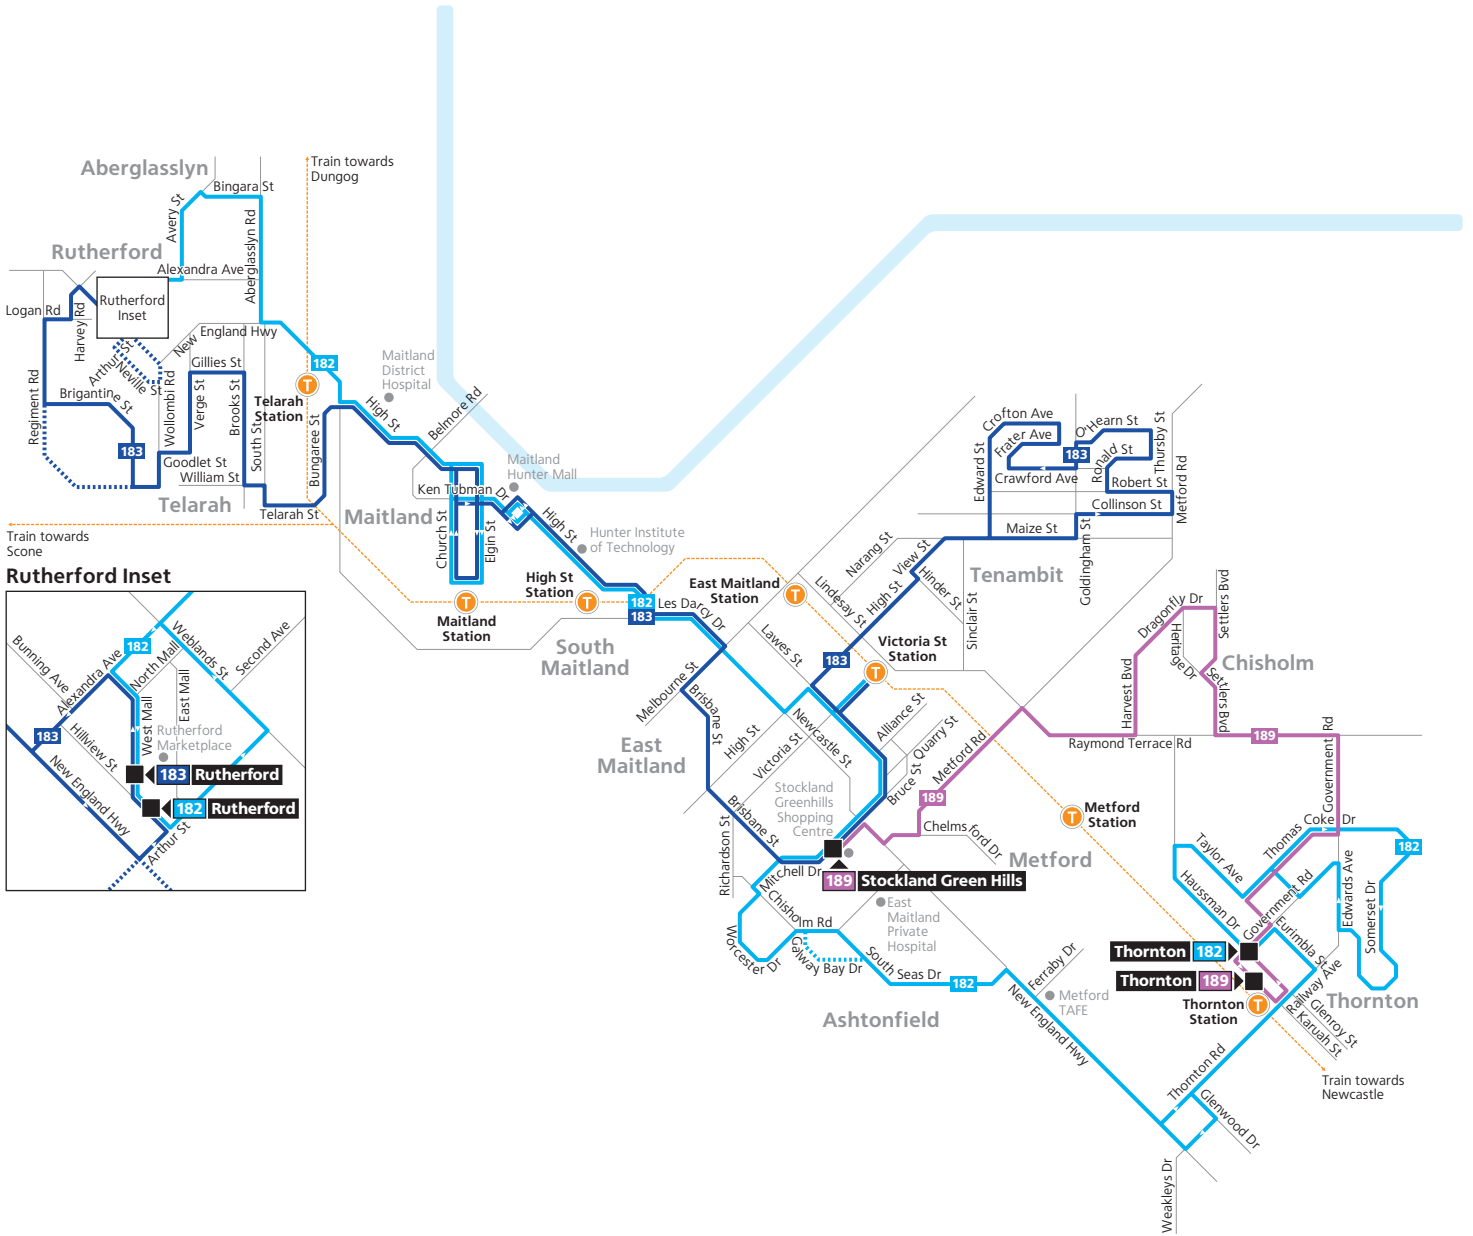 Aberglasslyn
Bingara St
Avery St
Aberglasslyn Rd
Train towards
Dungog
Rutherford
Alexandra Ave
Rutherford
Inset
Logan Rd
Harvey Rd
New
England Hwy
Arthur St
Neville
St
Gillies St
Regiment Rd
Brigantine St
Wollombi Rd
Verge St
Brooks St
South St
183
Goodlet St
William St
Telarah
Telarah St
Bungaree St
182
Telarah
Station
Maitland
District
Hospital
High St
Belmore Rd
Maitland
Hunter Mall
Ken Tubman
Dr
Maitland
Church St
Elgin St
High St
Hunter Institute
of Technology
Train towards
Scone
High St
Station
Maitland
Station
182
183
Les Darcy Dr
South
Maitland
East Maitland
Station
Melbourne St
Brisbane St
East
Maitland
Lawes St
Lindesay St
Narang St
High St
View St
Hinder St
Sinclair St
183
Victoria St
Station
High St
Victoria St
Newcastle St
Alliance St
Quarry St
Bruce St
Metford Rd
Crofton Ave
Frater Ave
Edward St
Crawford Ave
183
O'Hearn St
Ronald St
Thursby St
Robert St
Collinson St
Metford Rd
Maize St
Goldingham St
Tenambit
Dragonfly Dr
Heritage Dr
Settlers Bvd
Settlers Bvd
Chisholm
Harvest Bvd
Raymond Terrace Rd
189
Government Rd
Stockland
Greenhills
Shopping
Centre
189
Chelmsford Dr
Metford
Metford
Station
Brisbane St
Richardson St
Mitchell Dr
189
Stockland Green Hills
Chisholm Rd
Worcester Dr
Galway Bay Dr
South
Seas Dr
182
East
Maitland
Private
Hospital
Ashtonfield
Ferraby Dr
Metford
TAFE
New England Hwy
Taylor Ave
Thomas
Coke Dr
182
Haussman Dr
Government Rd
Edwards Ave
Somerset Dr
Eurimbla St
Thornton
182
Thornton
189
Thornton
Station
Railway Ave
Thornton
Glenroy St
Karuah St
Train towards
Newcastle
Thornton Rd
Glenwood Dr
Weakleys Dr
Rutherford Inset
Bunning Ave
Alexandra Ave
182
North Mall
Weblands St
Second Ave
East Mall
West Mall
183
Hillview St
Rutherford
Marketplace
New England Hwy
183
Rutherford
182
Rutherford
Arthur St
T
T
T
T
T
T
T